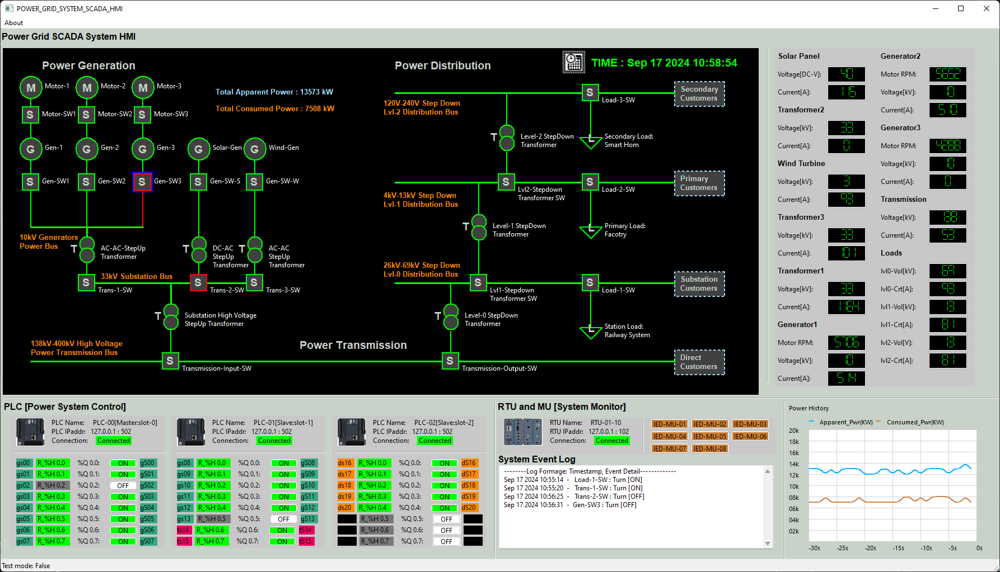 POWER_GRID_SYSTEM_SCADA_HMI
About
Power Grid SCADA System HMI
Power Generation
Power Distribution
TIME : Sep 17 2024 10:58:54
M Motor-1 M Motor-2 M Motor-3
Total Apparent Power : 13573 kW
Total Consumed Power : 7508 kW
S Motor-SW1 S Motor-SW2 S Motor-SW3
G Gen-1 G Gen-2 G Gen-3 G Solar-Gen G Wind-Gen
S Gen-SW1 S Gen-SW2 S Gen-SW3 S Gen-SW-S S Gen-SW-W
10kV Generators
Power Bus
T AC-AC-StepUp
Transformer
T DC-AC
StepUp
Transformer
T AC-AC
StepUp
Transformer
33kV Substation Bus
S Trans-1-SW S Trans-2-SW S Trans-3-SW
T Substation High Voltage
StepUp Transformer
138kV-400kV High Voltage
Power Transmission Bus
Power Transmission
S Transmission-Input-SW
S Transmission-Output-SW
Direct
Customers
120V-240V Step Down
Lvl-2 Distribution Bus
S Load-3-SW
Secondary
Customers
T Level-2 StepDown
Transformer
L Secondary Load:
Smart Hom
4kV-13kV Step Down
Lvl-1 Distribution Bus
S Lvl2-Stepdown
Transformer SW
S Load-2-SW
Primary
Customers
T Level-1 StepDown
Transformer
L Primary Load:
Facotry
26kV-69kV Step Down
Lvl-0 Distribution Bus
S Lvl1-Stepdown
Transformer SW
S Load-1-SW
Substation
Customers
T Level-0 StepDown
Transformer
L Station Load:
Railway System
Solar Panel
Voltage[DC-V]: 40
Current[A]: 115
Transformer2
Voltage[kV]: 33
Current[A]: 0
Wind Turbine
Voltage[kV]: 3
Current[A]: 93
Transformer3
Voltage[kV]: 33
Current[A]: 101
Transformer1
Voltage[kV]: 33
Current[A]: 1164
Generator1
Motor RPM: 5706
Voltage[kV]: 10
Current[A]: 514
Generator2
Motor RPM: 5652
Voltage[kV]: 10
Current[A]: 510
Generator3
Motor RPM: 4288
Voltage[kV]: 10
Current[A]: 0
Transmission
Voltage[kV]: 138
Current[A]: 53
Loads
lvl0-Vol[kV]: 69
lvl0-Crt[A]: 93
lvl1-Vol[kV]: 13
lvl1-Crt[A]: 81
lvl2-Vol[V]: 13
lvl2-Crt[A]: 81
PLC [Power System Control]
PLC Name: PLC-00[Master:slot-0]
PLC IPaddr: 127.0.0.1 : 502
Connection: Connected
gs00 R_%H 0.0 %Q 0.0: ON gS00
gs01 R_%H 0.1 %Q 0.1: ON gS01
gs02 R_%H 0.2 %Q 0.2: OFF gS02
gs03 R_%H 0.3 %Q 0.3: ON gS03
gs04 R_%H 0.4 %Q 0.4: ON gS04
gs05 R_%H 0.5 %Q 0.5: ON gS05
gs06 R_%H 0.6 %Q 0.6: ON gS06
gs07 R_%H 0.7 %Q 0.7: ON gS07
PLC Name: PLC-01[Slave:slot-1]
PLC IPaddr: 127.0.0.1 : 502
Connection: Connected
gs08 R_%H 0.0 %Q 0.0: ON gS08
gs09 R_%H 0.1 %Q 0.1: ON gS09
gs10 R_%H 0.2 %Q 0.2: ON gS10
gs11 R_%H 0.3 %Q 0.3: ON gS11
gs12 R_%H 0.4 %Q 0.4: ON gS12
gs13 R_%H 0.5 %Q 0.5: OFF gS13
ts14 R_%H 0.6 %Q 0.6: ON tS14
ts15 R_%H 0.7 %Q 0.7: ON tS15
PLC Name: PLC-02[Slave:slot-2]
PLC IPaddr: 127.0.0.1 : 502
Connection: Connected
ds16 R_%H 0.0 %Q 0.0: ON dS16
ds17 R_%H 0.1 %Q 0.1: ON dS17
ds18 R_%H 0.2 %Q 0.2: ON dS18
ds19 R_%H 0.3 %Q 0.3: ON dS19
ds20 R_%H 0.4 %Q 0.4: ON dS20
R_%H 0.5 %Q 0.5: OFF
R_%H 0.6 %Q 0.6: OFF
R_%H 0.7 %Q 0.7: OFF
RTU and MU [System Monitor]
RTU Name: RTU-01-10
RTU IPaddr: 127.0.0.1 : 102
Connection: Connected
IED-MU-01 IED-MU-02 IED-MU-03
IED-MU-04 IED-MU-05 IED-MU-06
IED-MU-07 IED-MU-08
System Event Log
--------Log Formage: Timestamp, Event Detail-------------
Sep 17 2024 10:55:14 - Load-1-SW : Turn [ON]
Sep 17 2024 10:55:20 - Trans-1-SW : Turn [ON]
Sep 17 2024 10:56:25 - Trans-2-SW : Turn [OFF]
Sep 17 2024 10:56:31 - Gen-SW3 : Turn [OFF]
Power History
Apparent_Pwr(KW) Consumed_Pwr(KW)
20k
18k
16k
14k
12k
10k
08k
06k
04k
02k
-30s -25s -20s -15s -10s -5s 0s
Test mode: False